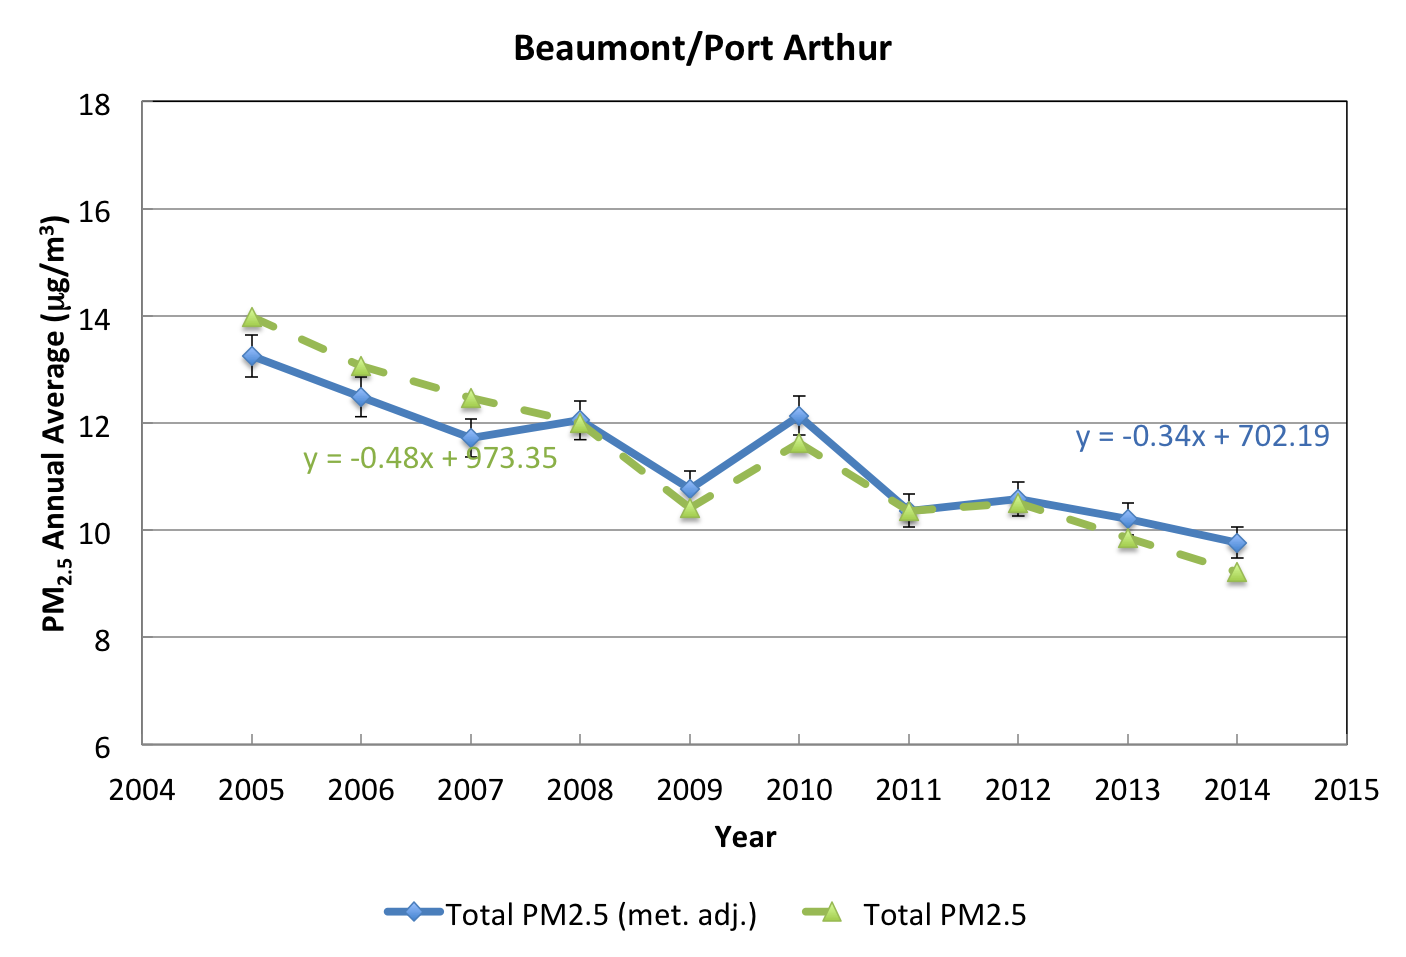 Beaumont/Port Arthur
18
16
14
12
10
8
6
PM2.5 Annual Average (µg/m³)
y = -0.48x + 973.35
y = -0.34x + 702.19
2004 2005 2006 2007 2008 2009 2010 2011 2012 2013 2014 2015
Year
Total PM2.5 (met. adj.) Total PM2.5